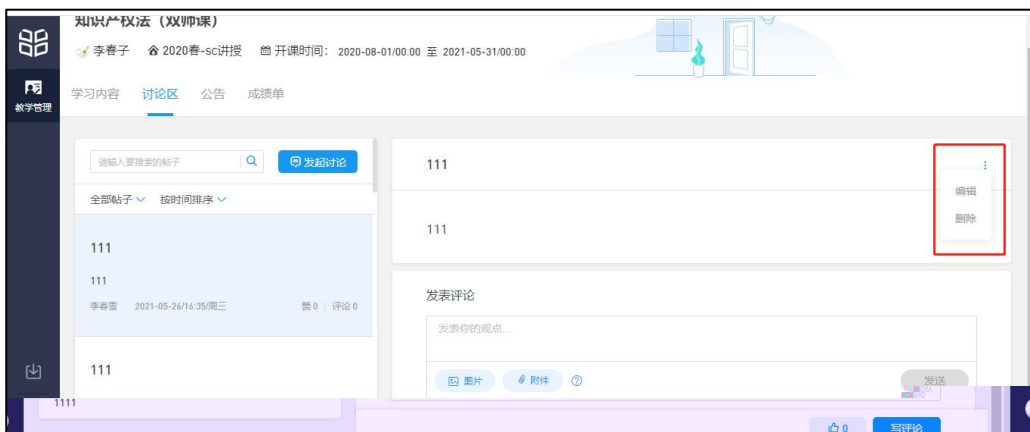 知识产权法（双师课）
李春子 2020春-sc讲授 开课时间： 2020-08-01/00:00 至 2021-05-31/00:00
教学管理
学习内容 讨论区 公告 成绩单
请输入要搜索的帖子 发起讨论
全部帖子 按时间排序
111
111
李春雪 2021-05-26/16:35/周三 赞 0 评论 0
111
111
编辑
删除
111
发表评论
发表你的观点...
图片 附件 发送
1111
0 写评论